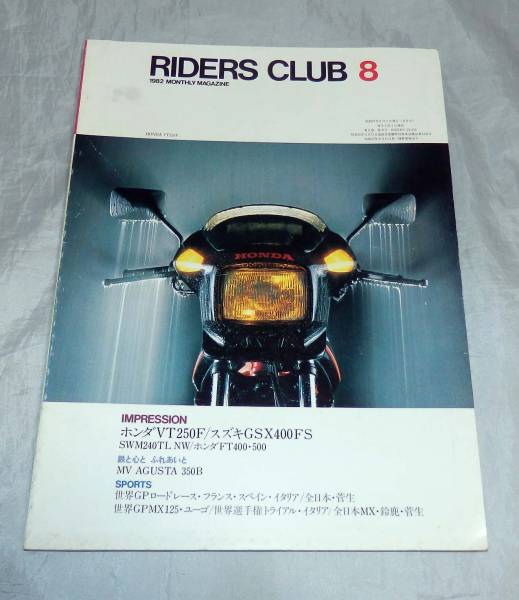 RIDERS CLUB 8
1982 MONTHLY MAGAZINE
HONDA VT250F
HONDA
IMPRESSION
ホンダVT250F/スズキGSX400FS
SWM240TL NW/ホンダFT400・500
鉄と心と ふれあいと
MV AGUSTA 350B
SPORTS
世界GPロードレース・フランス・スペイン・イタリア/全日本・菅生
世界GPMX125・ユーゴ/世界選手権トライアル・イタリア/全日本MX・鈴鹿・菅生